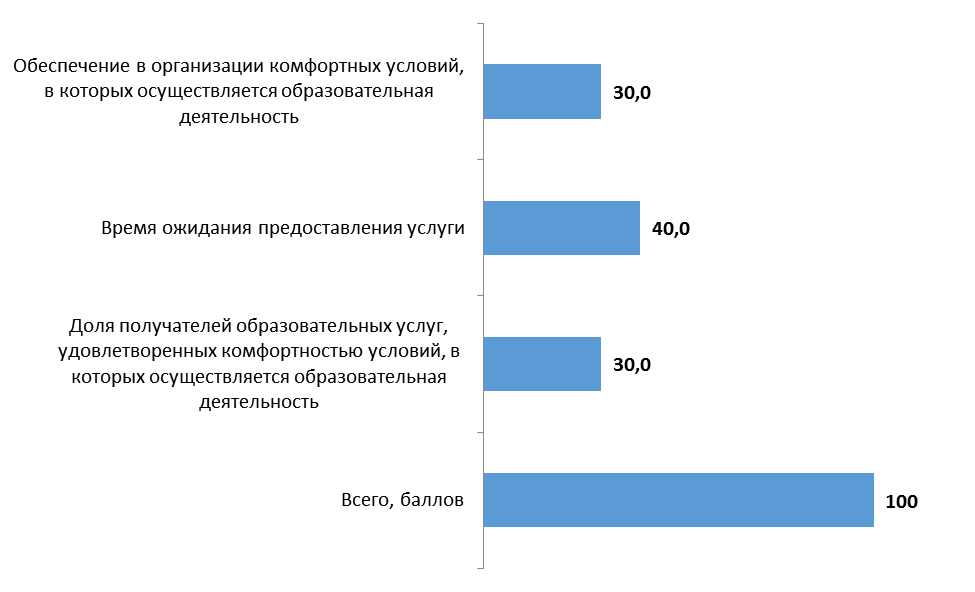 Обеспечение в организации комфортных условий,
в которых осуществляется образовательная
деятельность
30,0
Время ожидания предоставления услуги
40,0
Доля получателей образовательных услуг,
удовлетворенных комфортностью условий, в
которых осуществляется образовательная
деятельность
30,0
Всего, баллов
100